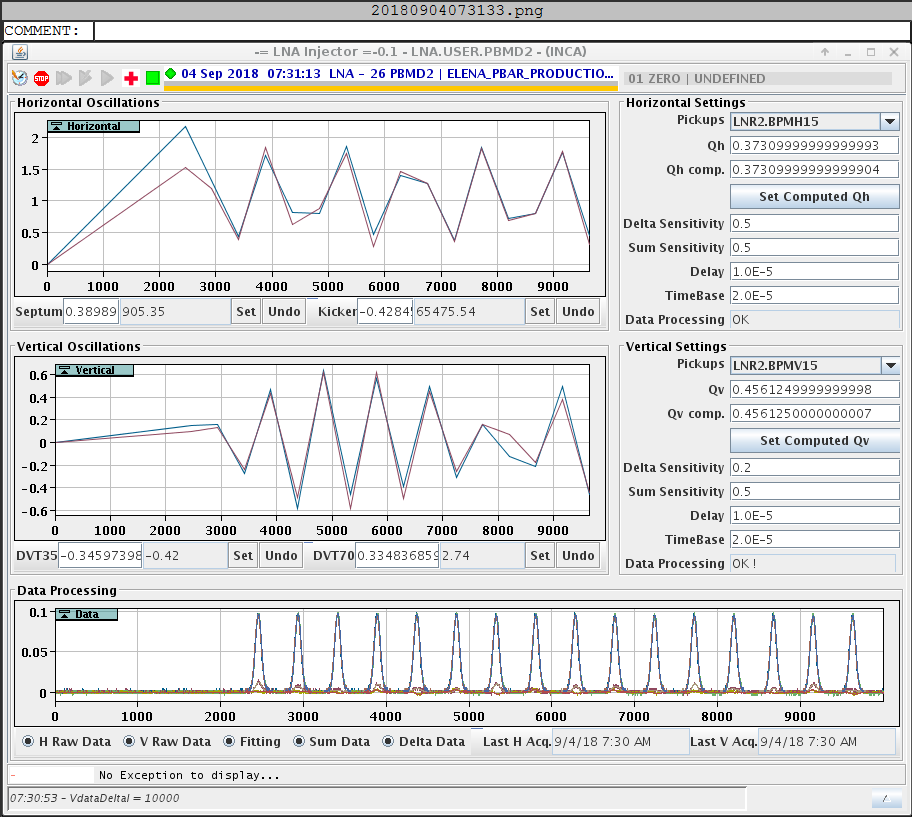 20180904073133.png
COMMENT:
-= LNA Injector =-0.1 - LNA.USER.PBMD2 - (INCA)
STOP
04 Sep 2018 07:31:13 LNA - 26 PBMD2 | ELENA_PBAR_PRODUCTIO...
01 ZERO | UNDEFINED
Horizontal Oscillations
Horizontal
2
1.5
1
0.5
0
0 1000 2000 3000 4000 5000 6000 7000 8000 9000
Septum 0.38989 905.35 Set Undo Kicker -0.4284 65475.54 Set Undo
Horizontal Settings
Pickups LNR2.BPMH15
Qh 0.37309999999999993
Qh comp. 0.37309999999999904
Set Computed Qh
Delta Sensitivity 0.5
Sum Sensitivity 0.5
Delay 1.0E-5
TimeBase 2.0E-5
Data Processing OK
Vertical Oscillations
Vertical
0.6
0.4
0.2
0
-0.2
-0.4
-0.6
0 1000 2000 3000 4000 5000 6000 7000 8000 9000
DVT35 -0.34597398 -0.42 Set Undo DVT70 0.334836859 2.74 Set Undo
Vertical Settings
Pickups LNR2.BPMV15
Qv 0.4561249999999998
Qv comp. 0.4561250000000007
Set Computed Qv
Delta Sensitivity 0.2
Sum Sensitivity 0.5
Delay 1.0E-5
TimeBase 2.0E-5
Data Processing OK !
Data Processing
Data
0.1
0.05
0
0 1000 2000 3000 4000 5000 6000 7000 8000 9000
H Raw Data V Raw Data Fitting Sum Data Delta Data Last H Acq. 9/4/18 7:30 AM Last V Acq. 9/4/18 7:30 AM
- No Exception to display...
07:30:53 - VdataDeltal = 10000